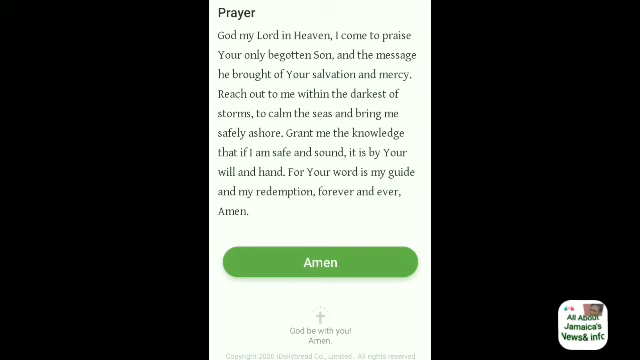 Prayer
God my Lord in Heaven, I come to praise
Your only begotten Son, and the message
he brought of Your salvation and mercy.
Reach out to me within the darkest of
storms, to calm the seas and bring me
safely ashore. Grant me the knowledge
that if I am safe and sound, it is by Your
will and hand. For Your word is my guide
and my redemption, forever and ever,
Amen.
Amen
God be with you!
Amen.
Copyright 2020 iDailybread Co., Limited. All rights reserved
All About
Jamaica's
News& info